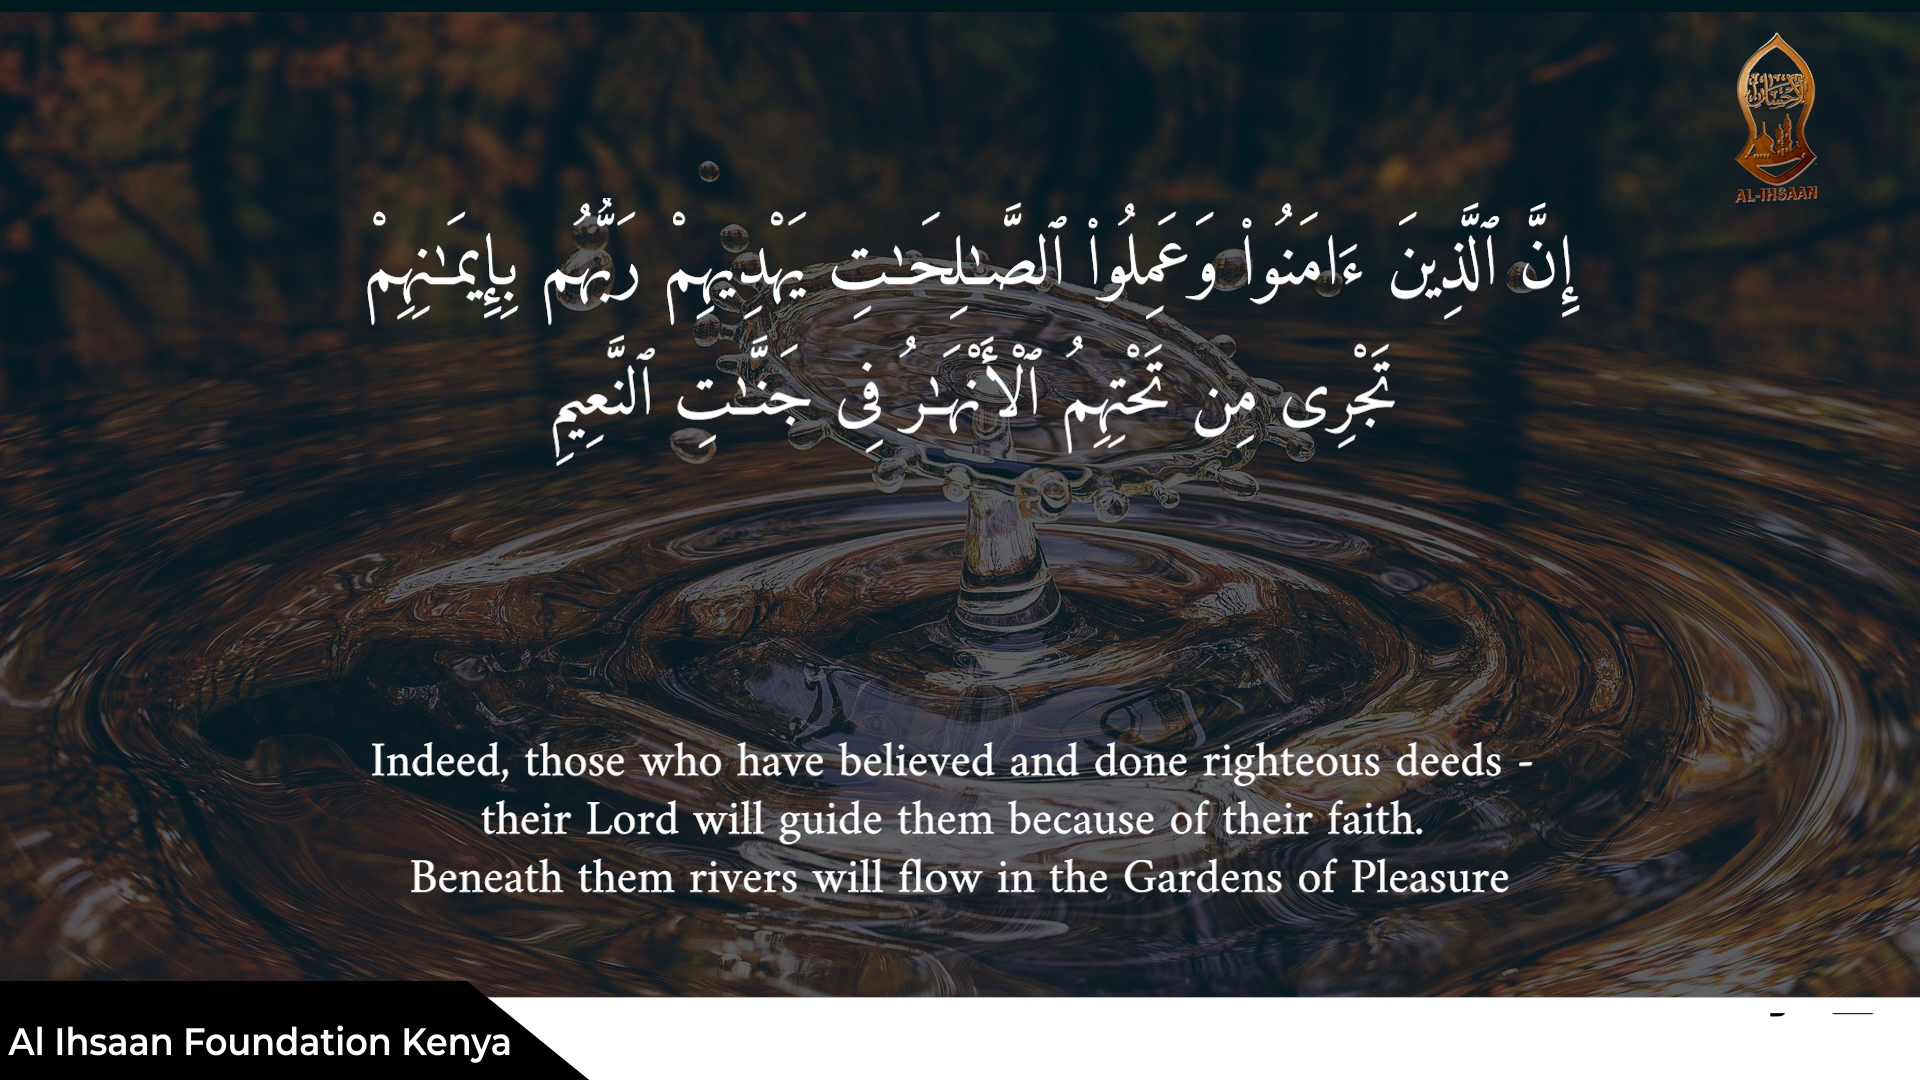 الإحسان
AL-IHSAAN
إِنَّ ٱلَّذِينَ ءَامَنُوا۟ وَعَمِلُوا۟ ٱلصَّـٰلِحَـٰتِ يَهْدِيهِمْ رَبُّهُم بِإِيمَـٰنِهِمْ
تَجْرِى مِن تَحْتِهِمُ ٱلْأَنْهَـٰرُ فِى جَنَّـٰتِ ٱلنَّعِيمِ
Indeed, those who have believed and done righteous deeds -
their Lord will guide them because of their faith.
Beneath them rivers will flow in the Gardens of Pleasure
Al Ihsaan Foundation Kenya